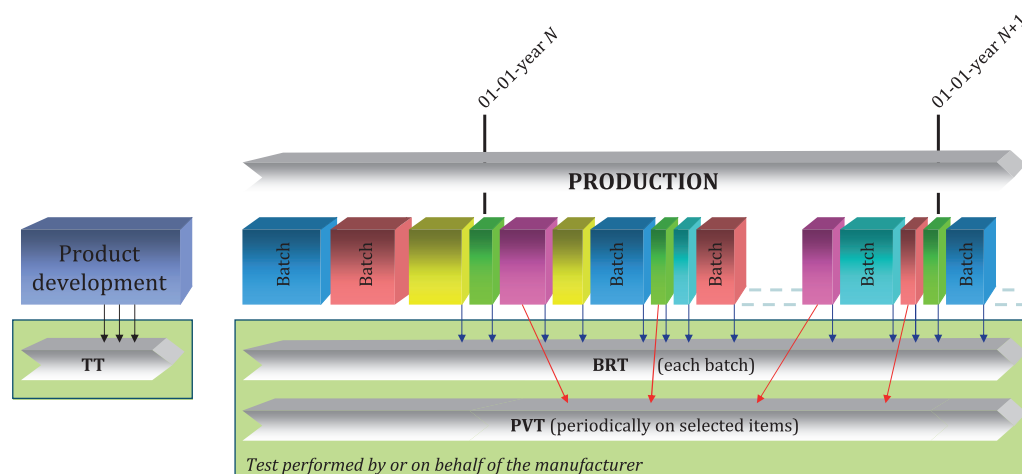 01-01-year N
01-01-year N+1
PRODUCTION
Product
development
Batch
Batch
Batch
Batch
Batch
Batch
TT
BRT (each batch)
PVT (periodically on selected items)
Test performed by or on behalf of the manufacturer